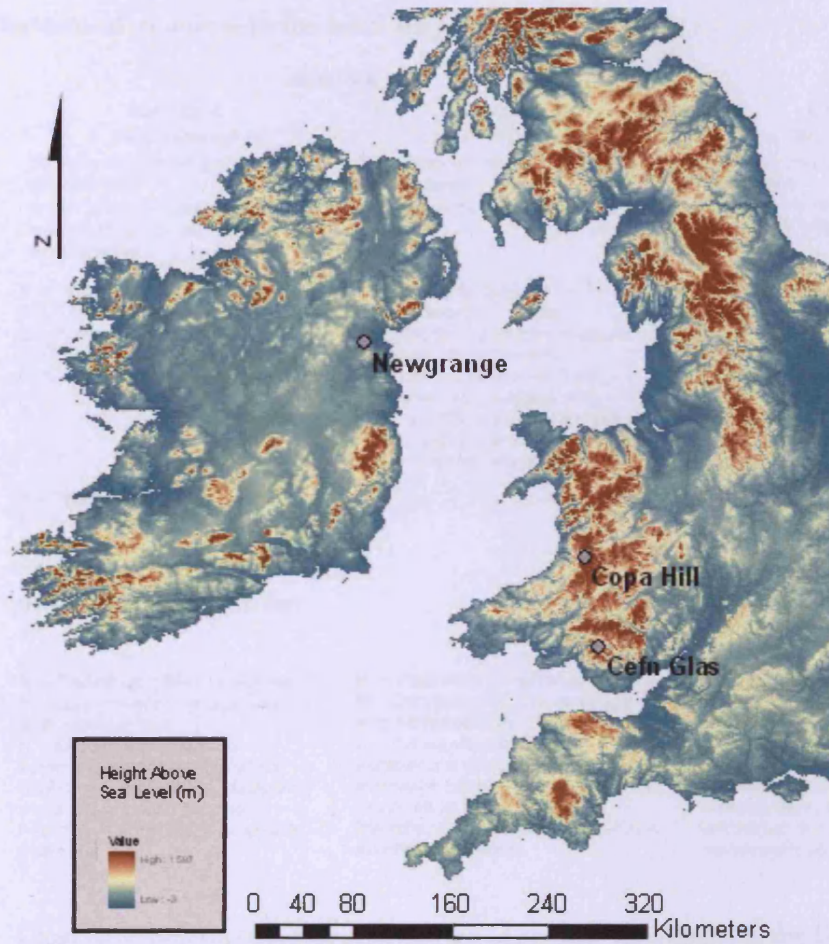 N
Newgrange
Copa Hill
Cefn Glas
Height Above
Sea Level (m)
Value
0 40 80 160 240 320
Kilometers